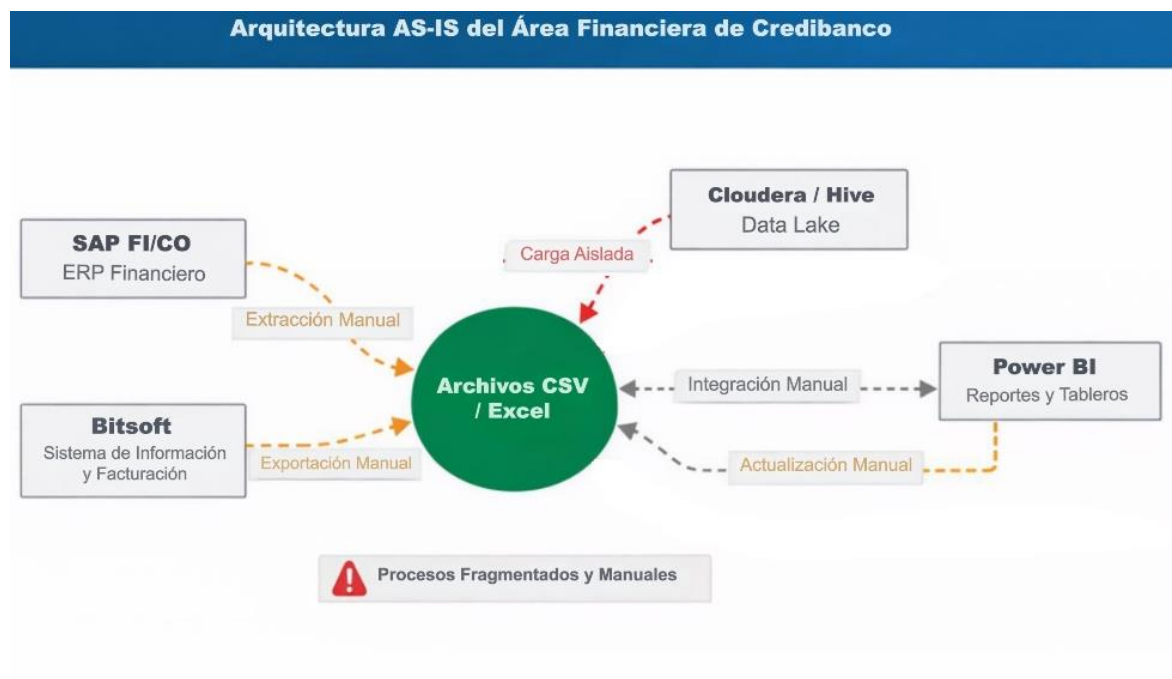 Arquitectura AS-IS del Área Financiera de Credibanco
Cloudera / Hive
Data Lake
SAP FI/CO
ERP Financiero
Carga Aislada
Extracción Manual
Archivos CSV
/ Excel
Integración Manual
Power BI
Reportes y Tableros
Bitsoft
Sistema de Información
y Facturación
Exportación Manual
Actualización Manual
Procesos Fragmentados y Manuales